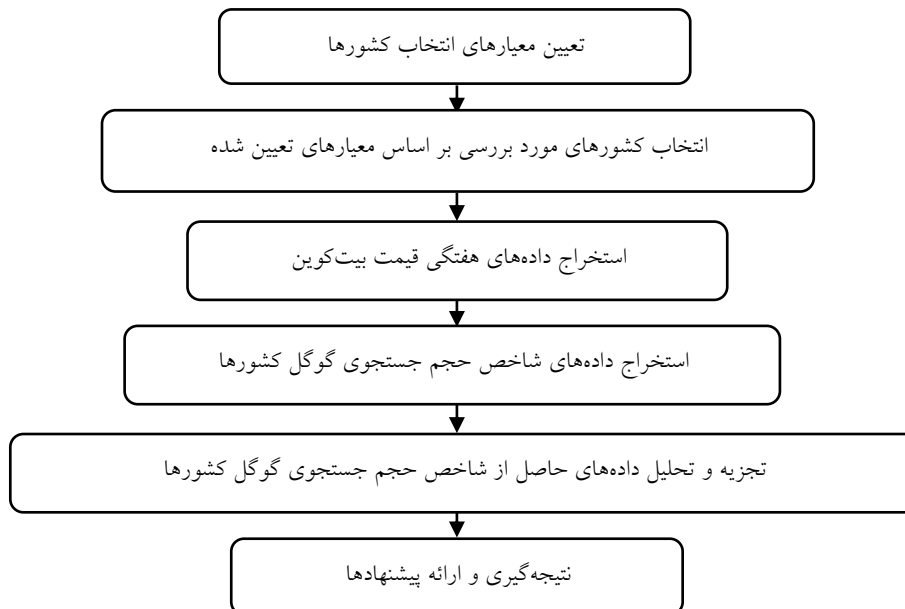 تعیین معیارهای انتخاب کشورها
انتخاب کشورهای مورد بررسی بر اساس معیارهای تعیین شده
استخراج داده‌های هفتگی قیمت بیت‌کوین
استخراج داده‌های شاخص حجم جستجوی گوگل کشورها
تجزیه و تحلیل داده‌های حاصل از شاخص حجم جستجوی گوگل کشورها
نتیجه‌گیری و ارائه پیشنهادها